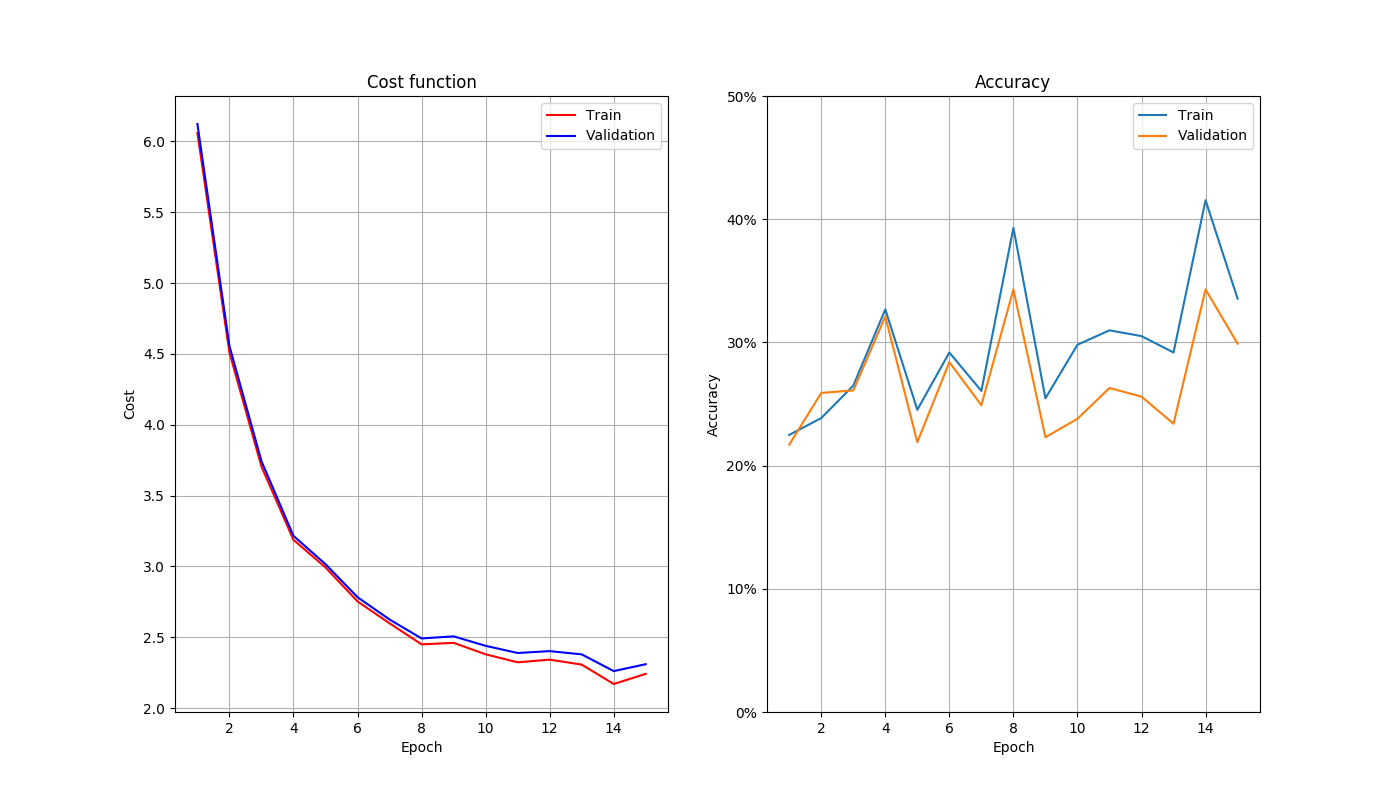 Cost function
Train
Validation
6.0
5.5
5.0
4.5
4.0
3.5
3.0
2.5
2.0
Cost
2 4 6 8 10 12 14
Epoch
Accuracy
Train
Validation
50%
40%
30%
20%
10%
0%
Accuracy
2 4 6 8 10 12 14
Epoch